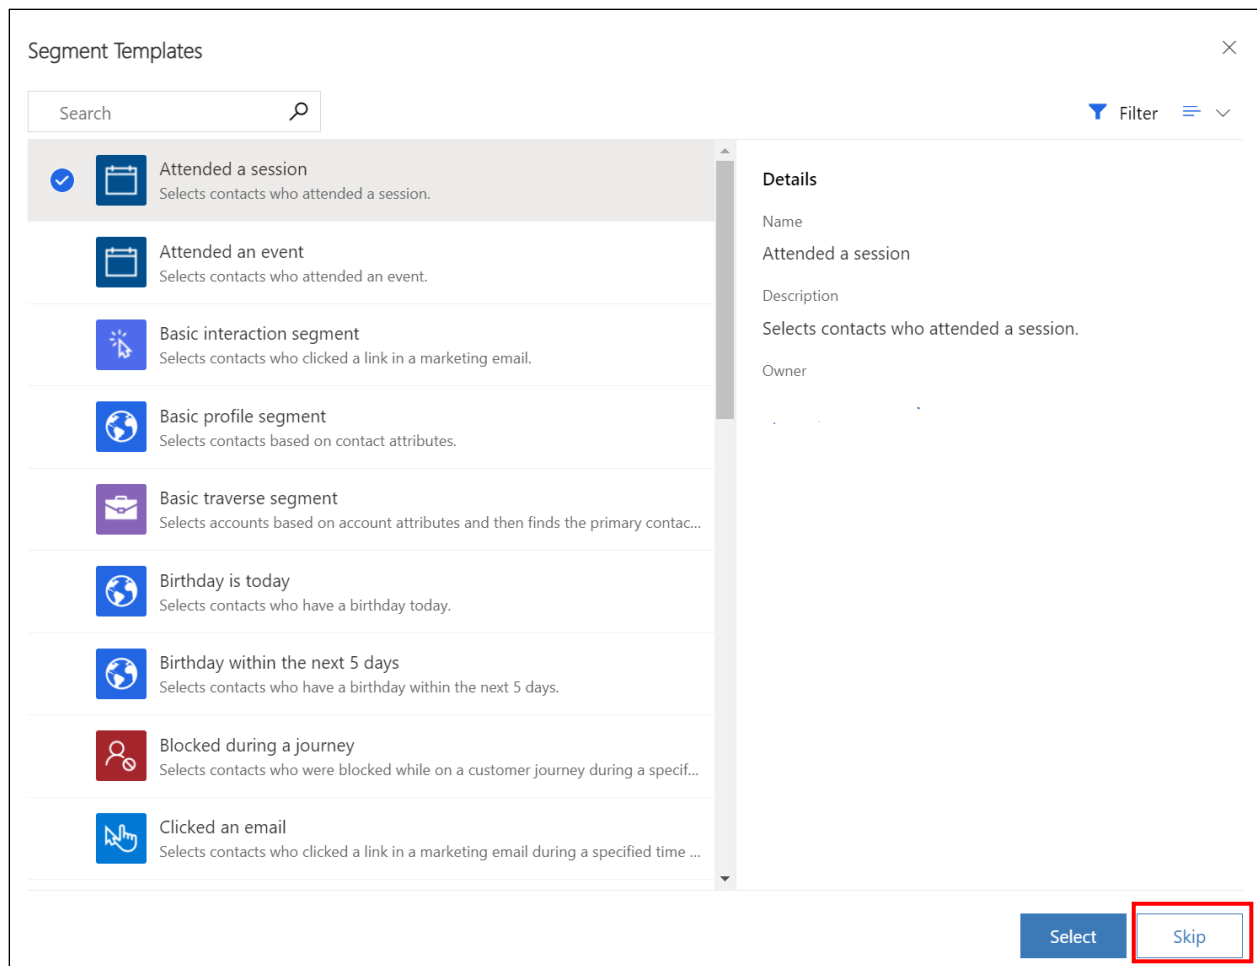 Segment Templates
Search
Filter
Attended a session
Selects contacts who attended a session.
Attended an event
Selects contacts who attended an event.
Basic interaction segment
Selects contacts who clicked a link in a marketing email.
Basic profile segment
Selects contacts based on contact attributes.
Basic traverse segment
Selects accounts based on account attributes and then finds the primary contac...
Birthday is today
Selects contacts who have a birthday today.
Birthday within the next 5 days
Selects contacts who have a birthday within the next 5 days.
Blocked during a journey
Selects contacts who were blocked while on a customer journey during a specif...
Clicked an email
Selects contacts who clicked a link in a marketing email during a specified time ...
Details
Name
Attended a session
Description
Selects contacts who attended a session.
Owner
Select
Skip